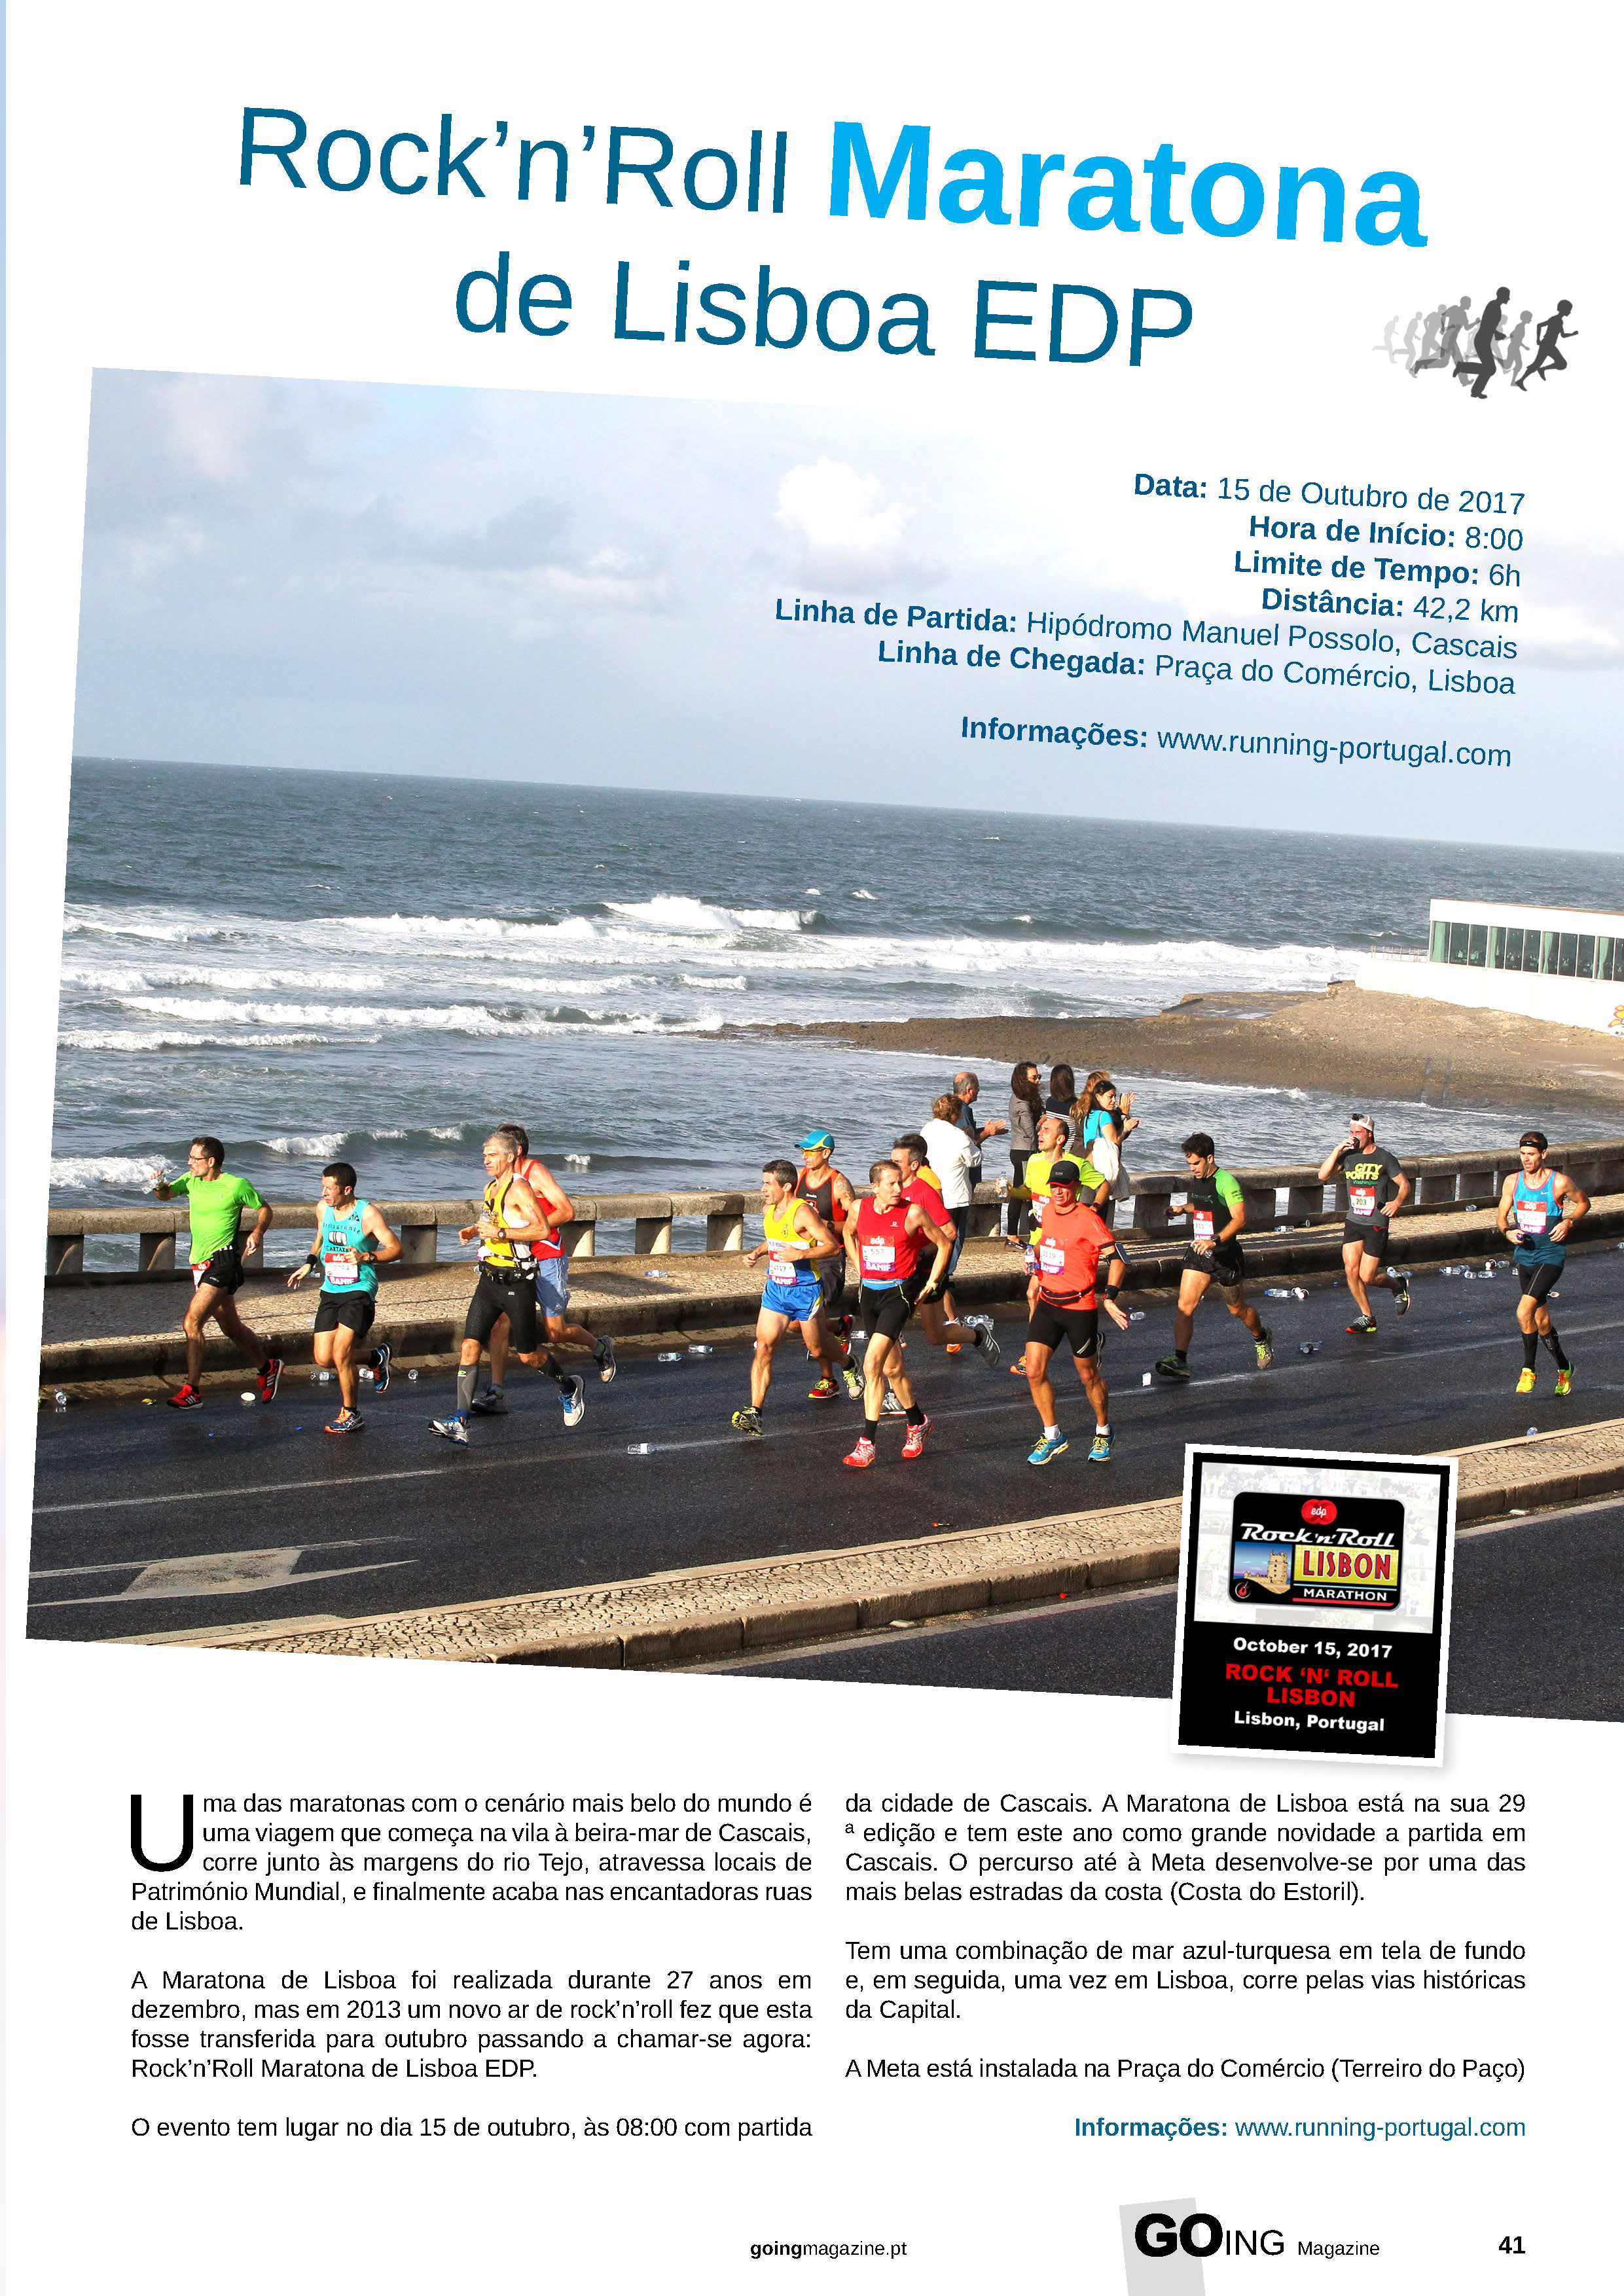 Rock’n’Roll Maratona
de Lisboa EDP
Data: 15 de Outubro de 2017
Hora de Início: 8:00
Limite de Tempo: 6h
Distância: 42,2 km
Linha de Partida: Hipódromo Manuel Possolo, Cascais
Linha de Chegada: Praça do Comércio, Lisboa
Informações: www.running-portugal.com
CITY
edp
Rock'n'Roll
LISBON
MARATHON
October 15, 2017
ROCK ‘N‘ ROLL
LISBON
Lisbon, Portugal
Uma das maratonas com o cenário mais belo do mundo é
uma viagem que começa na vila à beira-mar de Cascais,
corre junto às margens do rio Tejo, atravessa locais de
Património Mundial, e finalmente acaba nas encantadoras ruas
de Lisboa.
A Maratona de Lisboa foi realizada durante 27 anos em
dezembro, mas em 2013 um novo ar de rock’n’roll fez que esta
fosse transferida para outubro passando a chamar-se agora:
Rock’n’Roll Maratona de Lisboa EDP.
O evento tem lugar no dia 15 de outubro, às 08:00 com partida
da cidade de Cascais. A Maratona de Lisboa está na sua 29
ª edição e tem este ano como grande novidade a partida em
Cascais. O percurso até à Meta desenvolve-se por uma das
mais belas estradas da costa (Costa do Estoril).
Tem uma combinação de mar azul-turquesa em tela de fundo
e, em seguida, uma vez em Lisboa, corre pelas vias históricas
da Capital.
A Meta está instalada na Praça do Comércio (Terreiro do Paço)
Informações: www.running-portugal.com
goingmagazine.pt
GOING Magazine
41